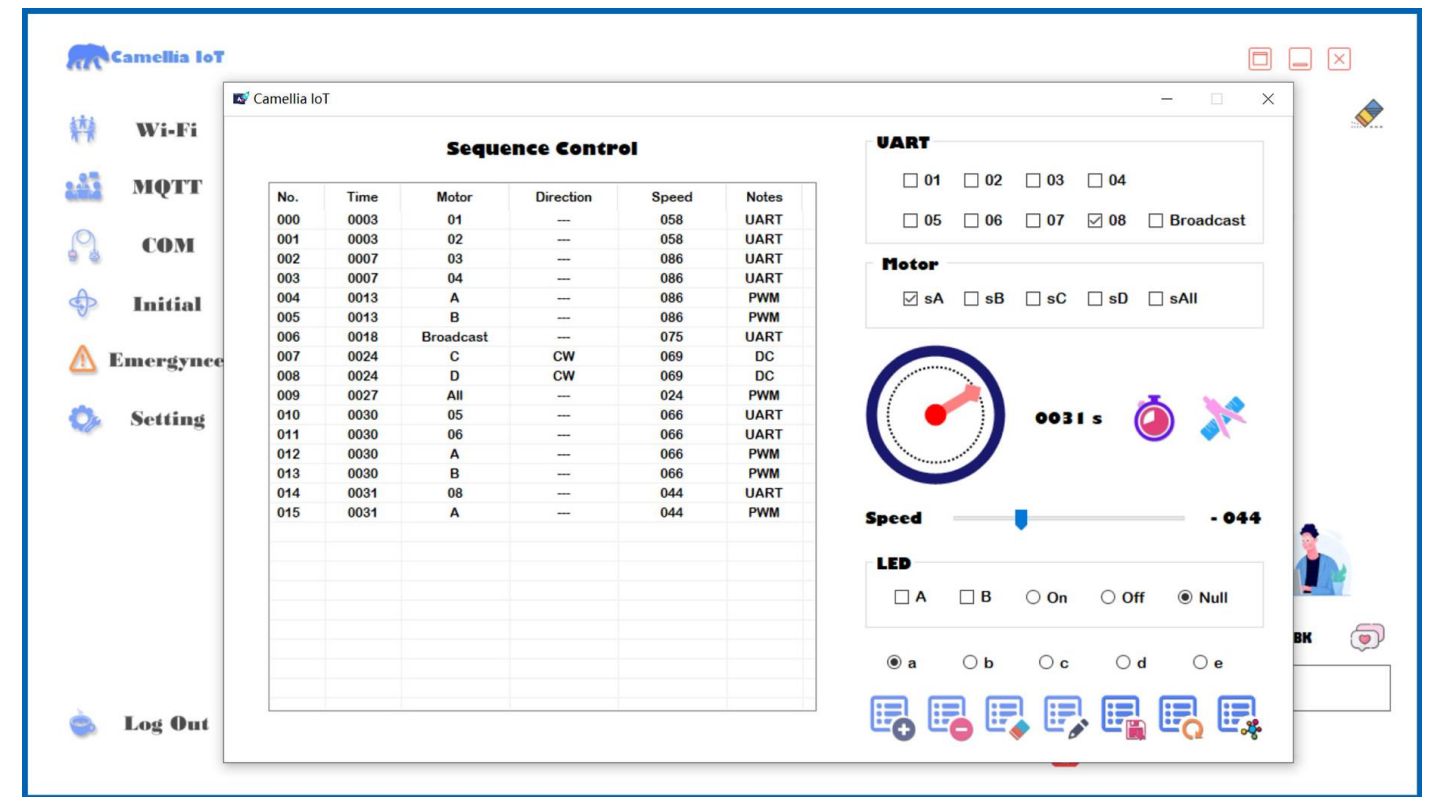 Camellia IoT
Wi-Fi
MQTT
COM
Initial
Emergynce
Setting
Log Out
Camellia IoT
Sequence Control
No. Time Motor Direction Speed Notes
000 0003 01 --- 058 UART
001 0003 02 --- 058 UART
002 0007 03 --- 086 UART
003 0007 04 --- 086 UART
004 0013 A --- 086 PWM
005 0013 B --- 086 PWM
006 0018 Broadcast --- 075 UART
007 0024 C CW 069 DC
008 0024 D CW 069 DC
009 0027 All --- 024 PWM
010 0030 05 --- 066 UART
011 0030 06 --- 066 UART
012 0030 A --- 066 PWM
013 0030 B --- 066 PWM
014 0031 08 --- 044 UART
015 0031 A --- 044 PWM
UART
01 02 03 04
05 06 07 08 Broadcast
Motor
sA sB sC sD sAll
0031 s
Speed - 044
LED
A B On Off Null
a b c d e
BK